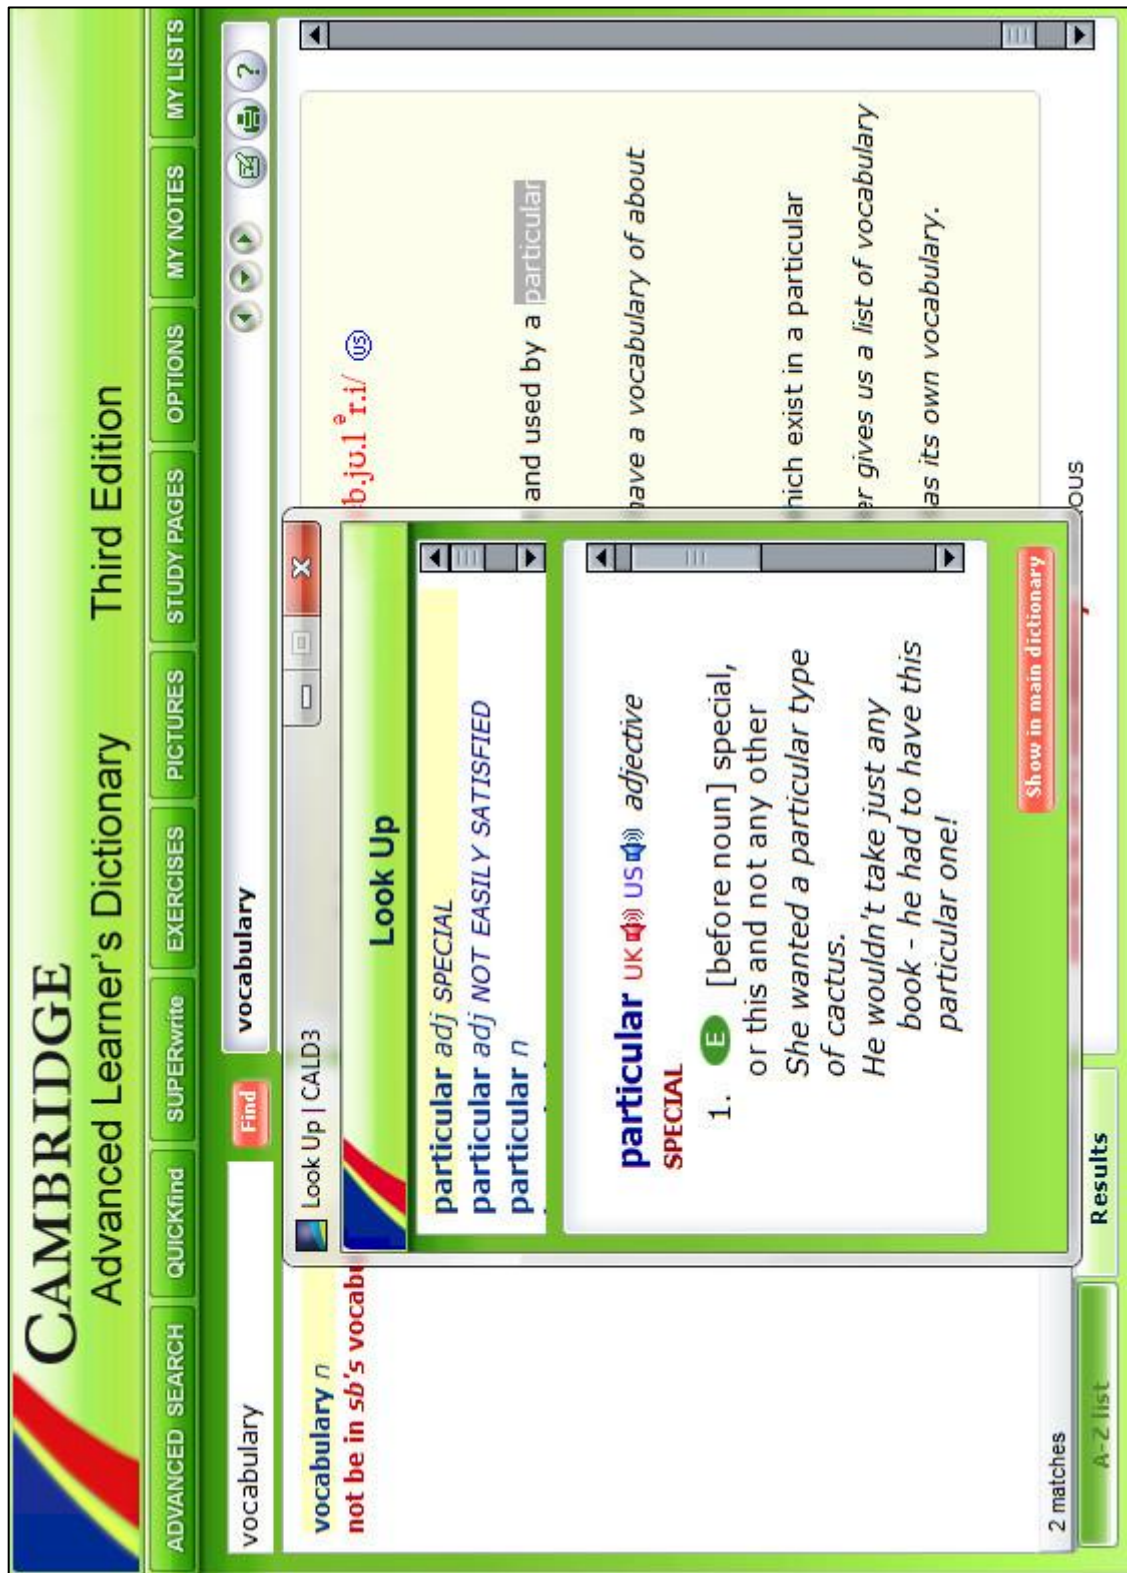 CAMBRIDGE
Advanced Learner's Dictionary Third Edition
ADVANCED SEARCH QUICKfind SUPERwrite EXERCISES PICTURES STUDY PAGES OPTIONS MY NOTES MY LISTS
vocabulary Find vocabulary ?
vocabulary n
not be in sb's vocabu
b.jʊ.lᵊr.i/ US
and used by a particular
have a vocabulary of about
hich exist in a particular
er gives us a list of vocabulary
as its own vocabulary.
ous
Look Up | CALD3
Look Up
particular adj SPECIAL
particular adj NOT EASILY SATISFIED
particular n
particular UK US adjective
SPECIAL
1. E [before noun] special,
or this and not any other
She wanted a particular type
of cactus.
He wouldn't take just any
book - he had to have this
particular one!
Show in main dictionary
2 matches
A-Z list Results